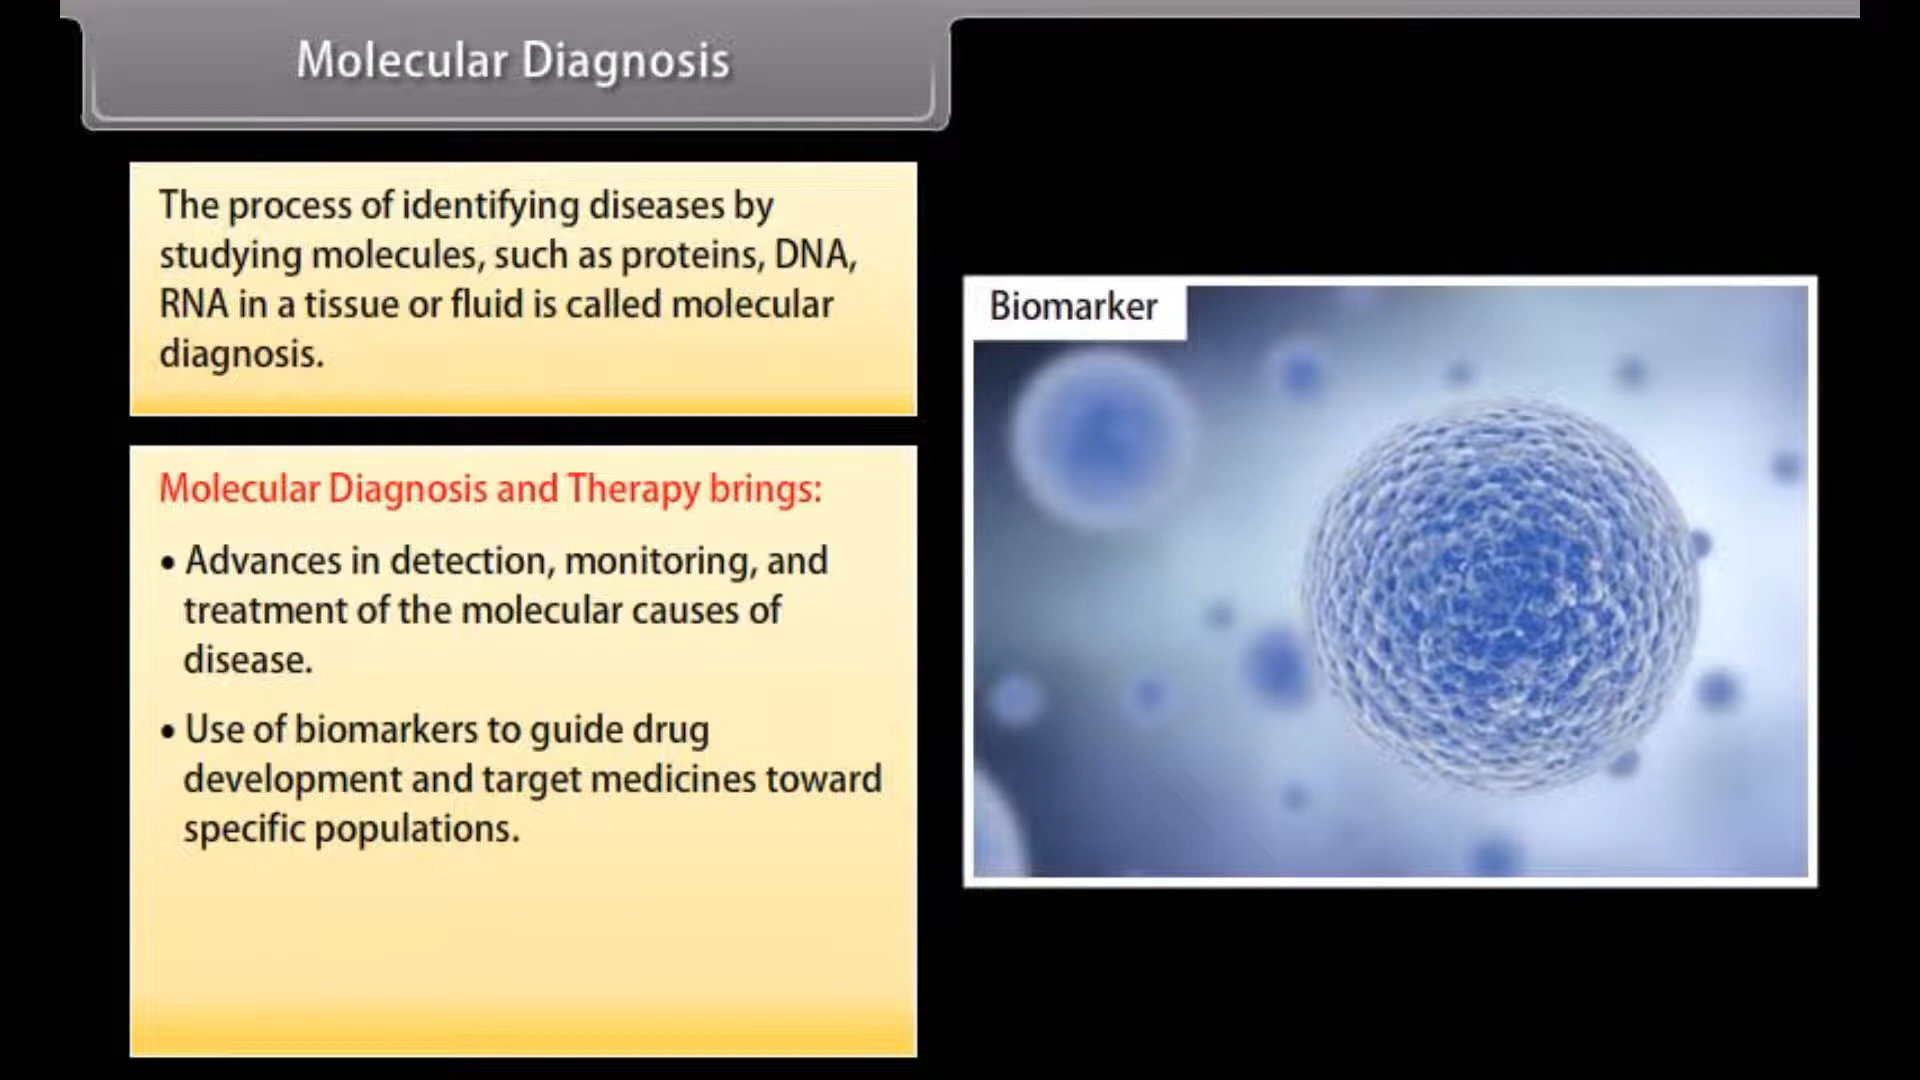 Molecular Diagnosis
The process of identifying diseases by
studying molecules, such as proteins, DNA,
RNA in a tissue or fluid is called molecular
diagnosis.
Molecular Diagnosis and Therapy brings:
• Advances in detection, monitoring, and
treatment of the molecular causes of
disease.
• Use of biomarkers to guide drug
development and target medicines toward
specific populations.
Biomarker